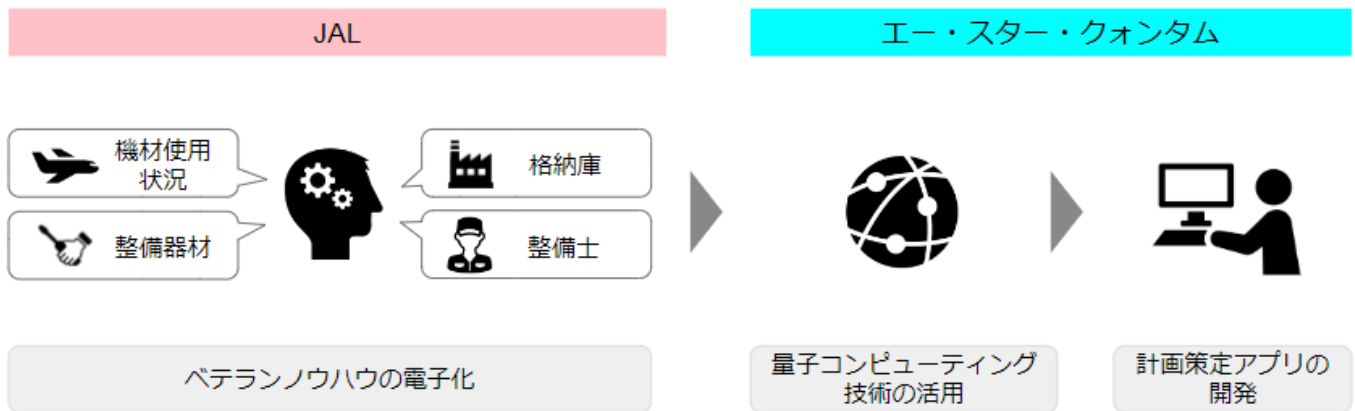 JAL
エー・スター・クォンタム
機材使用
状況
格納庫
整備器材
整備士
ベテランノウハウの電子化
量子コンピューティング
技術の活用
計画策定アプリの
開発